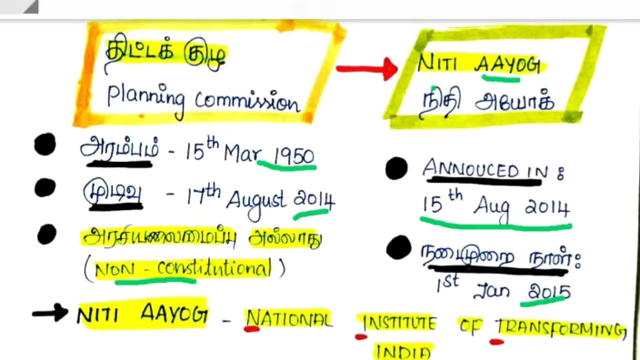 திட்டக் குழு
Planning Commission
NITI AAYOG
நிதி அயோக்
அரம்பம் - 15th Mar 1950
முடிவு - 17th August 2014
அரசியலமைப்பு அல்லாது
(NON - Constitutional)
ANNOUCED IN:
15th Aug 2014
நடைமுறை நாள்:
1st Jan 2015
NITI AAYOG - NATIONAL INSTITUTE OF TRANSFORMING
INDIA